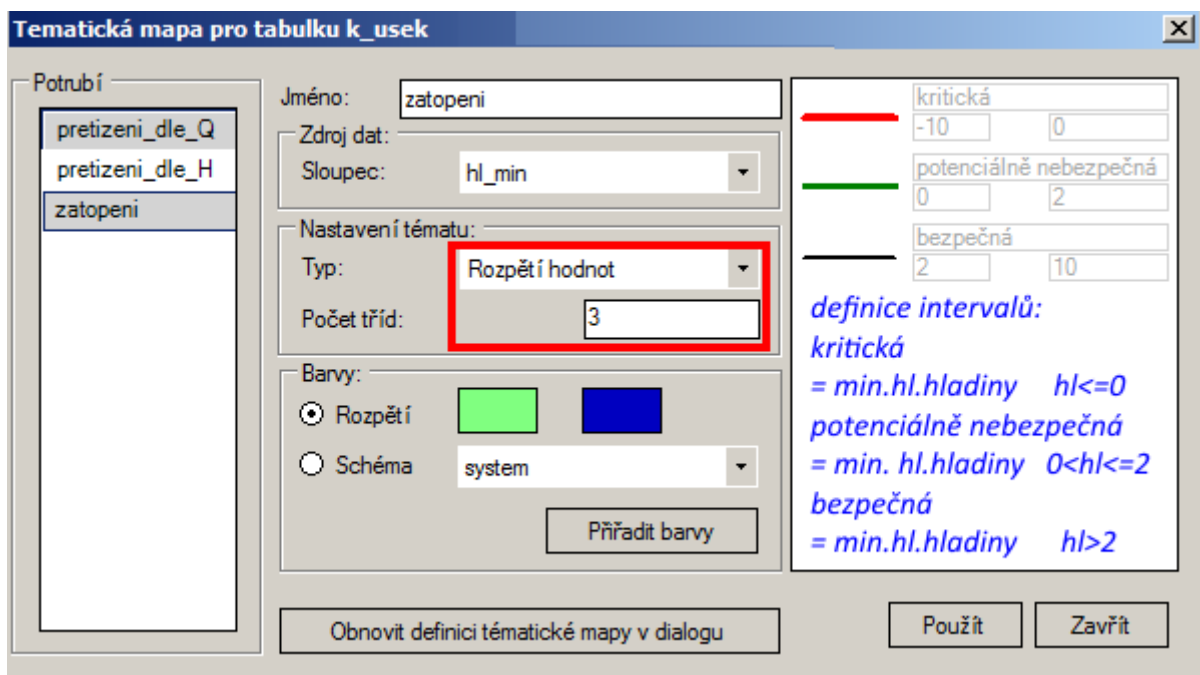 Tematická mapa pro tabulku k_usek
Potrubí
pretizeni_dle_Q
pretizeni_dle_H
zatopeni
Jméno: zatopeni
Zdroj dat:
Sloupec: hl_min
Nastavení tématu:
Typ: Rozpětí hodnot
Počet tříd: 3
Barvy:
Rozpětí
Schéma system
Přiřadit barvy
Obnovit definici tématické mapy v dialogu
kritická
-10 0
potenciálně nebezpečná
0 2
bezpečná
2 10
definice intervalů:
kritická
= min.hl.hladiny hl<=0
potenciálně nebezpečná
= min. hl.hladiny 0<hl<=2
bezpečná
= min.hl.hladiny hl>2
Použít Zavřít